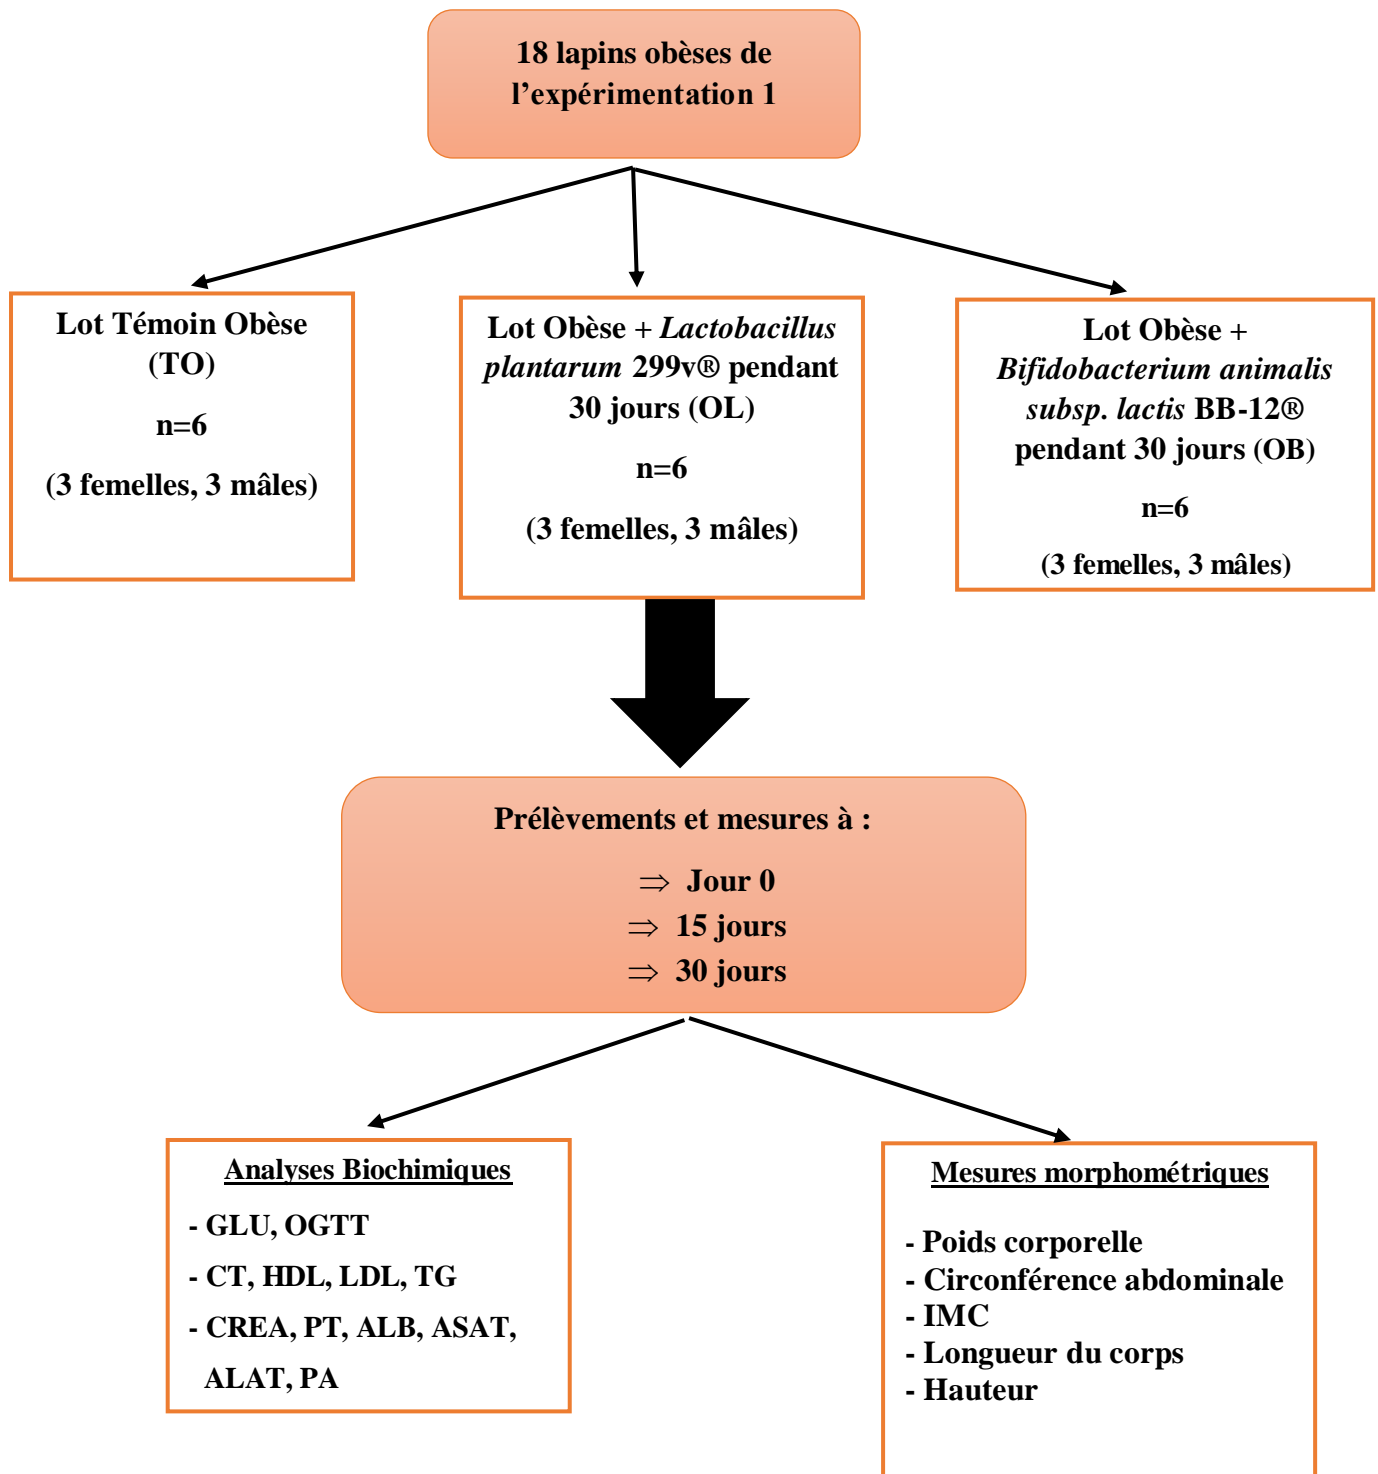 18 lapins obèses de
l’expérimentation 1
Lot Témoin Obèse
(TO)
n=6
(3 femelles, 3 mâles)
Lot Obèse + Lactobacillus
plantarum 299v® pendant
30 jours (OL)
n=6
(3 femelles, 3 mâles)
Lot Obèse +
Bifidobacterium animalis
subsp. lactis BB-12®
pendant 30 jours (OB)
n=6
(3 femelles, 3 mâles)
Prélèvements et mesures à :
⇒ Jour 0
⇒ 15 jours
⇒ 30 jours
Analyses Biochimiques
- GLU, OGTT
- CT, HDL, LDL, TG
- CREA, PT, ALB, ASAT,
ALAT, PA
Mesures morphométriques
- Poids corporelle
- Circonférence abdominale
- IMC
- Longueur du corps
- Hauteur